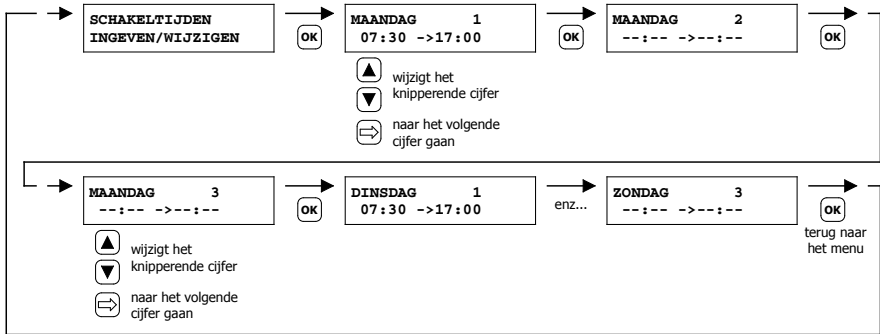 SCHAKELTIJDEN
INGEVEN/WIJZIGEN
OK
MAANDAG 1
07:30 ->17:00
OK
MAANDAG 2
--:-- ->--:--
OK
wijzigt het
knipperende cijfer
naar het volgende
cijfer gaan
MAANDAG 3
--:-- ->--:--
OK
DINSDAG 1
07:30 ->17:00
enz...
ZONDAG 3
--:-- ->--:--
OK
terug naar
het menu
wijzigt het
knipperende cijfer
naar het volgende
cijfer gaan